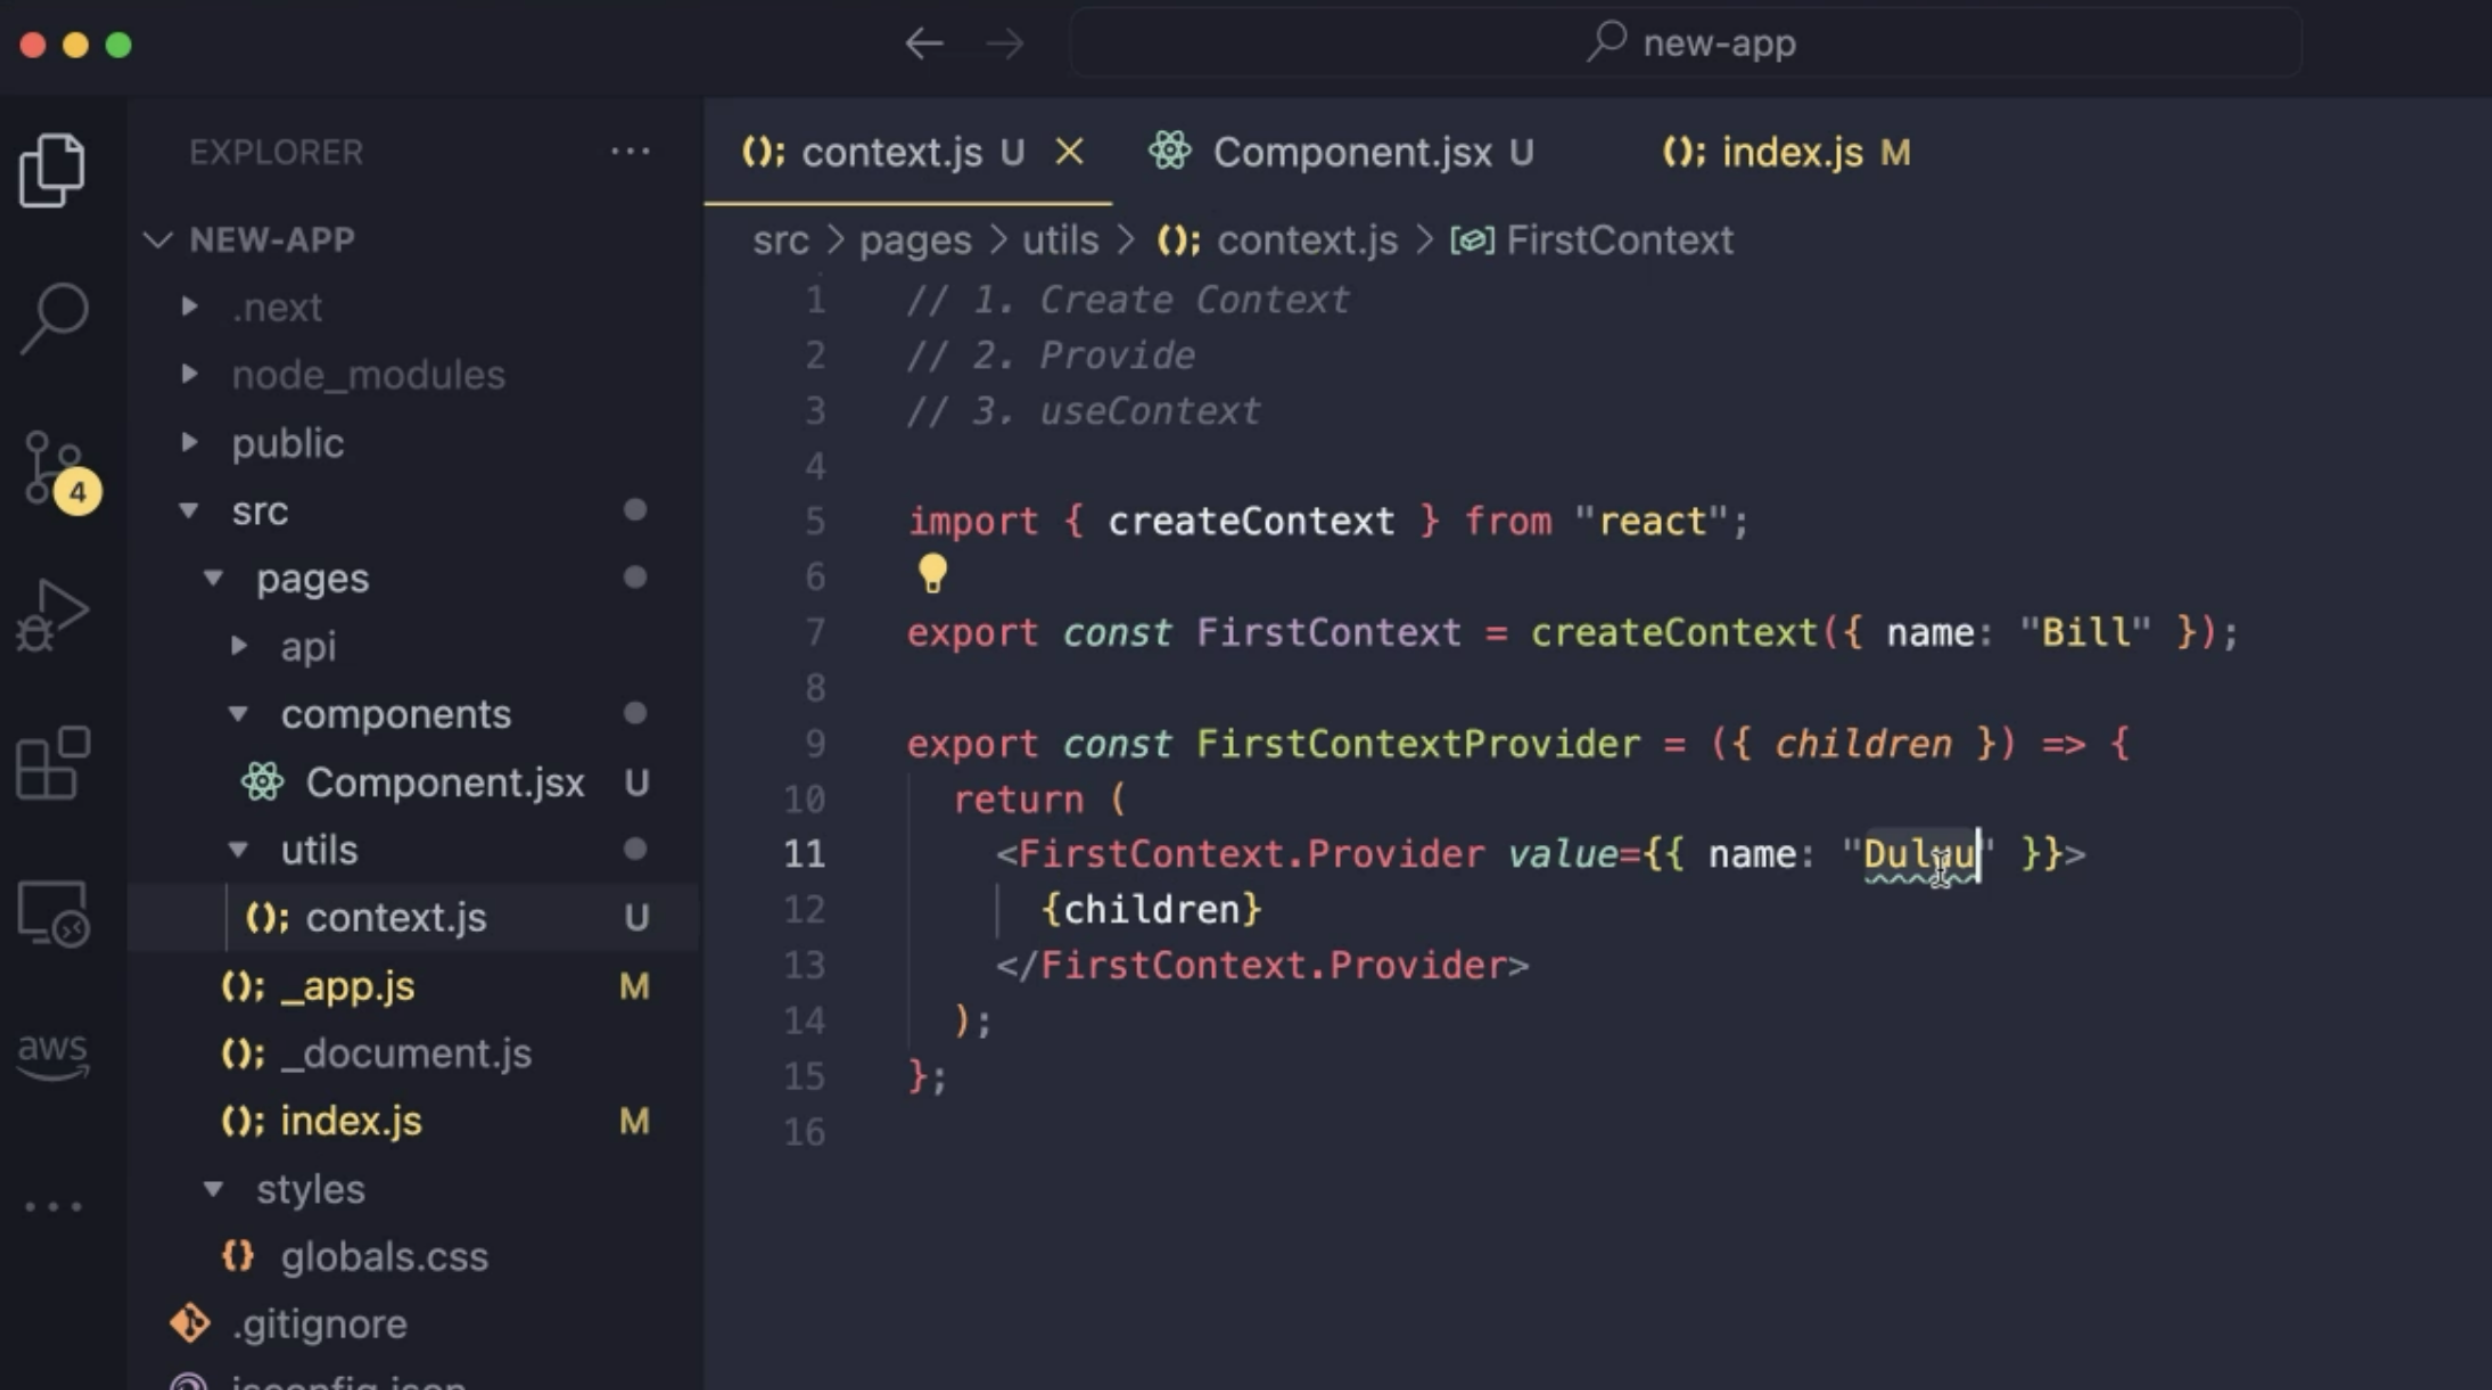 new-app
EXPLORER ...
NEW-APP
.next
node_modules
public
4
src
pages
api
components
Component.jsx U
utils
context.js U
_app.js M
_document.js
aws
index.js M
styles
globals.css
.gitignore
context.js U Component.jsx U index.js M
src > pages > utils > context.js > FirstContext
1 // 1. Create Context
2 // 2. Provide
3 // 3. useContext
4
5 import { createContext } from "react";
6
7 export const FirstContext = createContext({ name: "Bill" });
8
9 export const FirstContextProvider = ({ children }) => {
10 return (
11 <FirstContext.Provider value={{ name: " " }}>
12 {children}
13 </FirstContext.Provider>
14 );
15 };
16